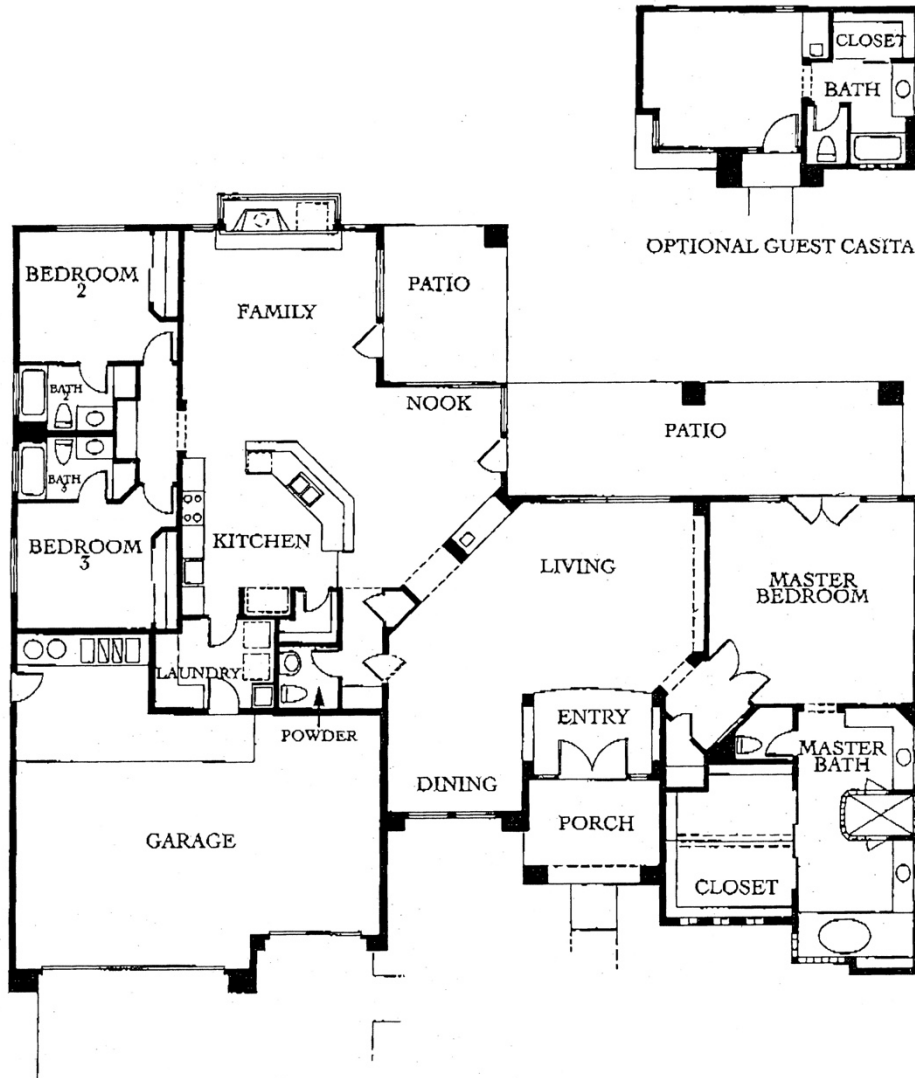 CLOSET
BATH
OPTIONAL GUEST CASITA
BEDROOM
2
FAMILY
PATIO
BATH
2
NOOK
PATIO
BATH
3
BEDROOM
3
KITCHEN
LIVING
MASTER
BEDROOM
LAUNDRY
POWDER
ENTRY
MASTER
BATH
DINING
PORCH
GARAGE
CLOSET